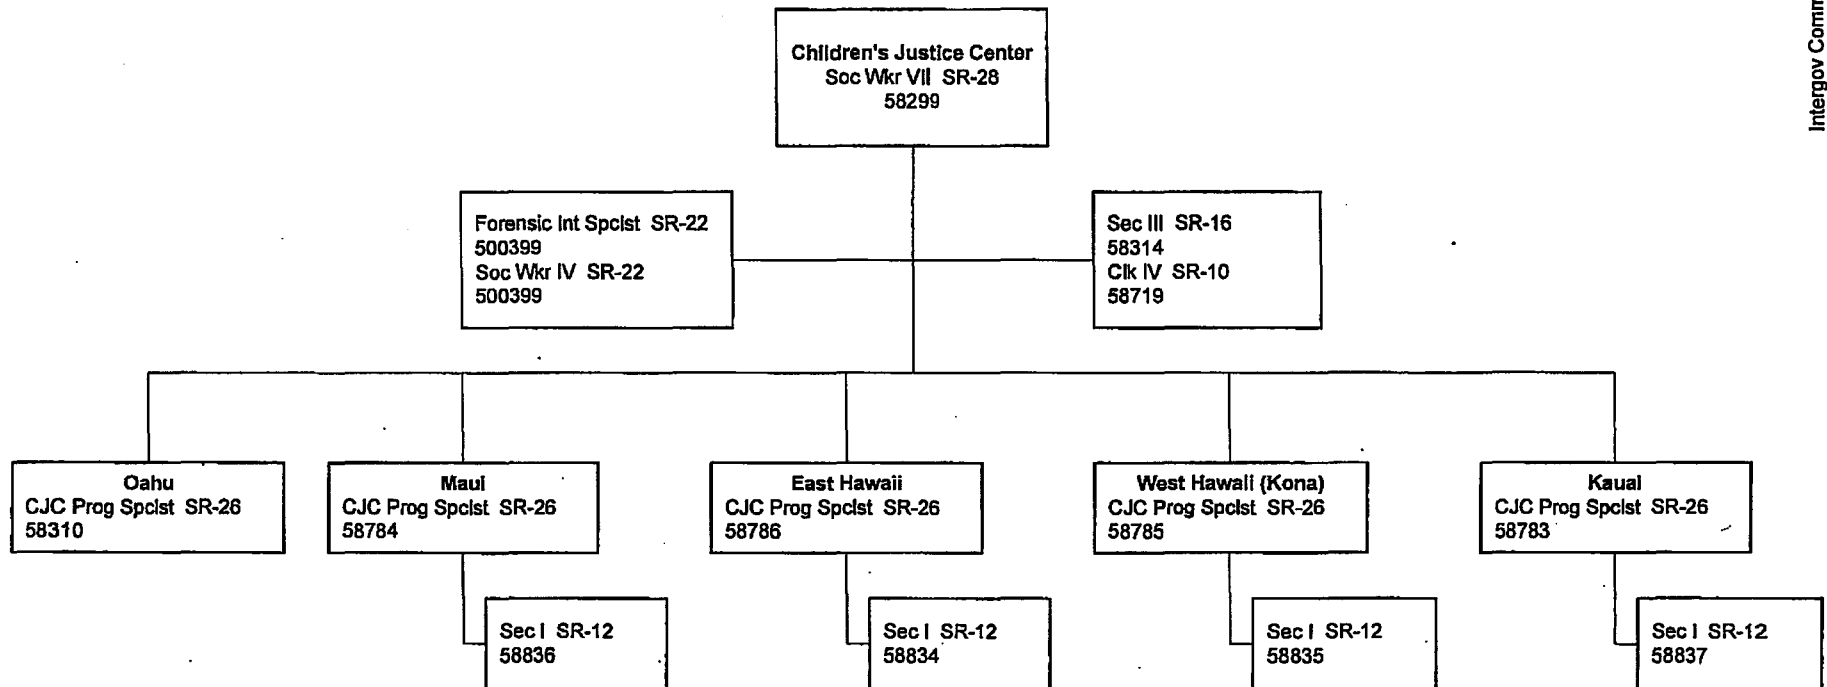 Intergov Comm
Children's Justice Center
Soc Wkr VII SR-28
58299
Forensic Int Spclst SR-22
500399
Soc Wkr IV SR-22
500399
Sec III SR-16
58314
Clk IV SR-10
58719
Oahu
CJC Prog Spclst SR-26
58310
Maui
CJC Prog Spclst SR-26
58784
East Hawaii
CJC Prog Spclst SR-26
58786
West Hawaii (Kona)
CJC Prog Spclst SR-26
58785
Kauai
CJC Prog Spclst SR-26
58783
Sec I SR-12
58836
Sec I SR-12
58834
Sec I SR-12
58835
Sec I SR-12
58837